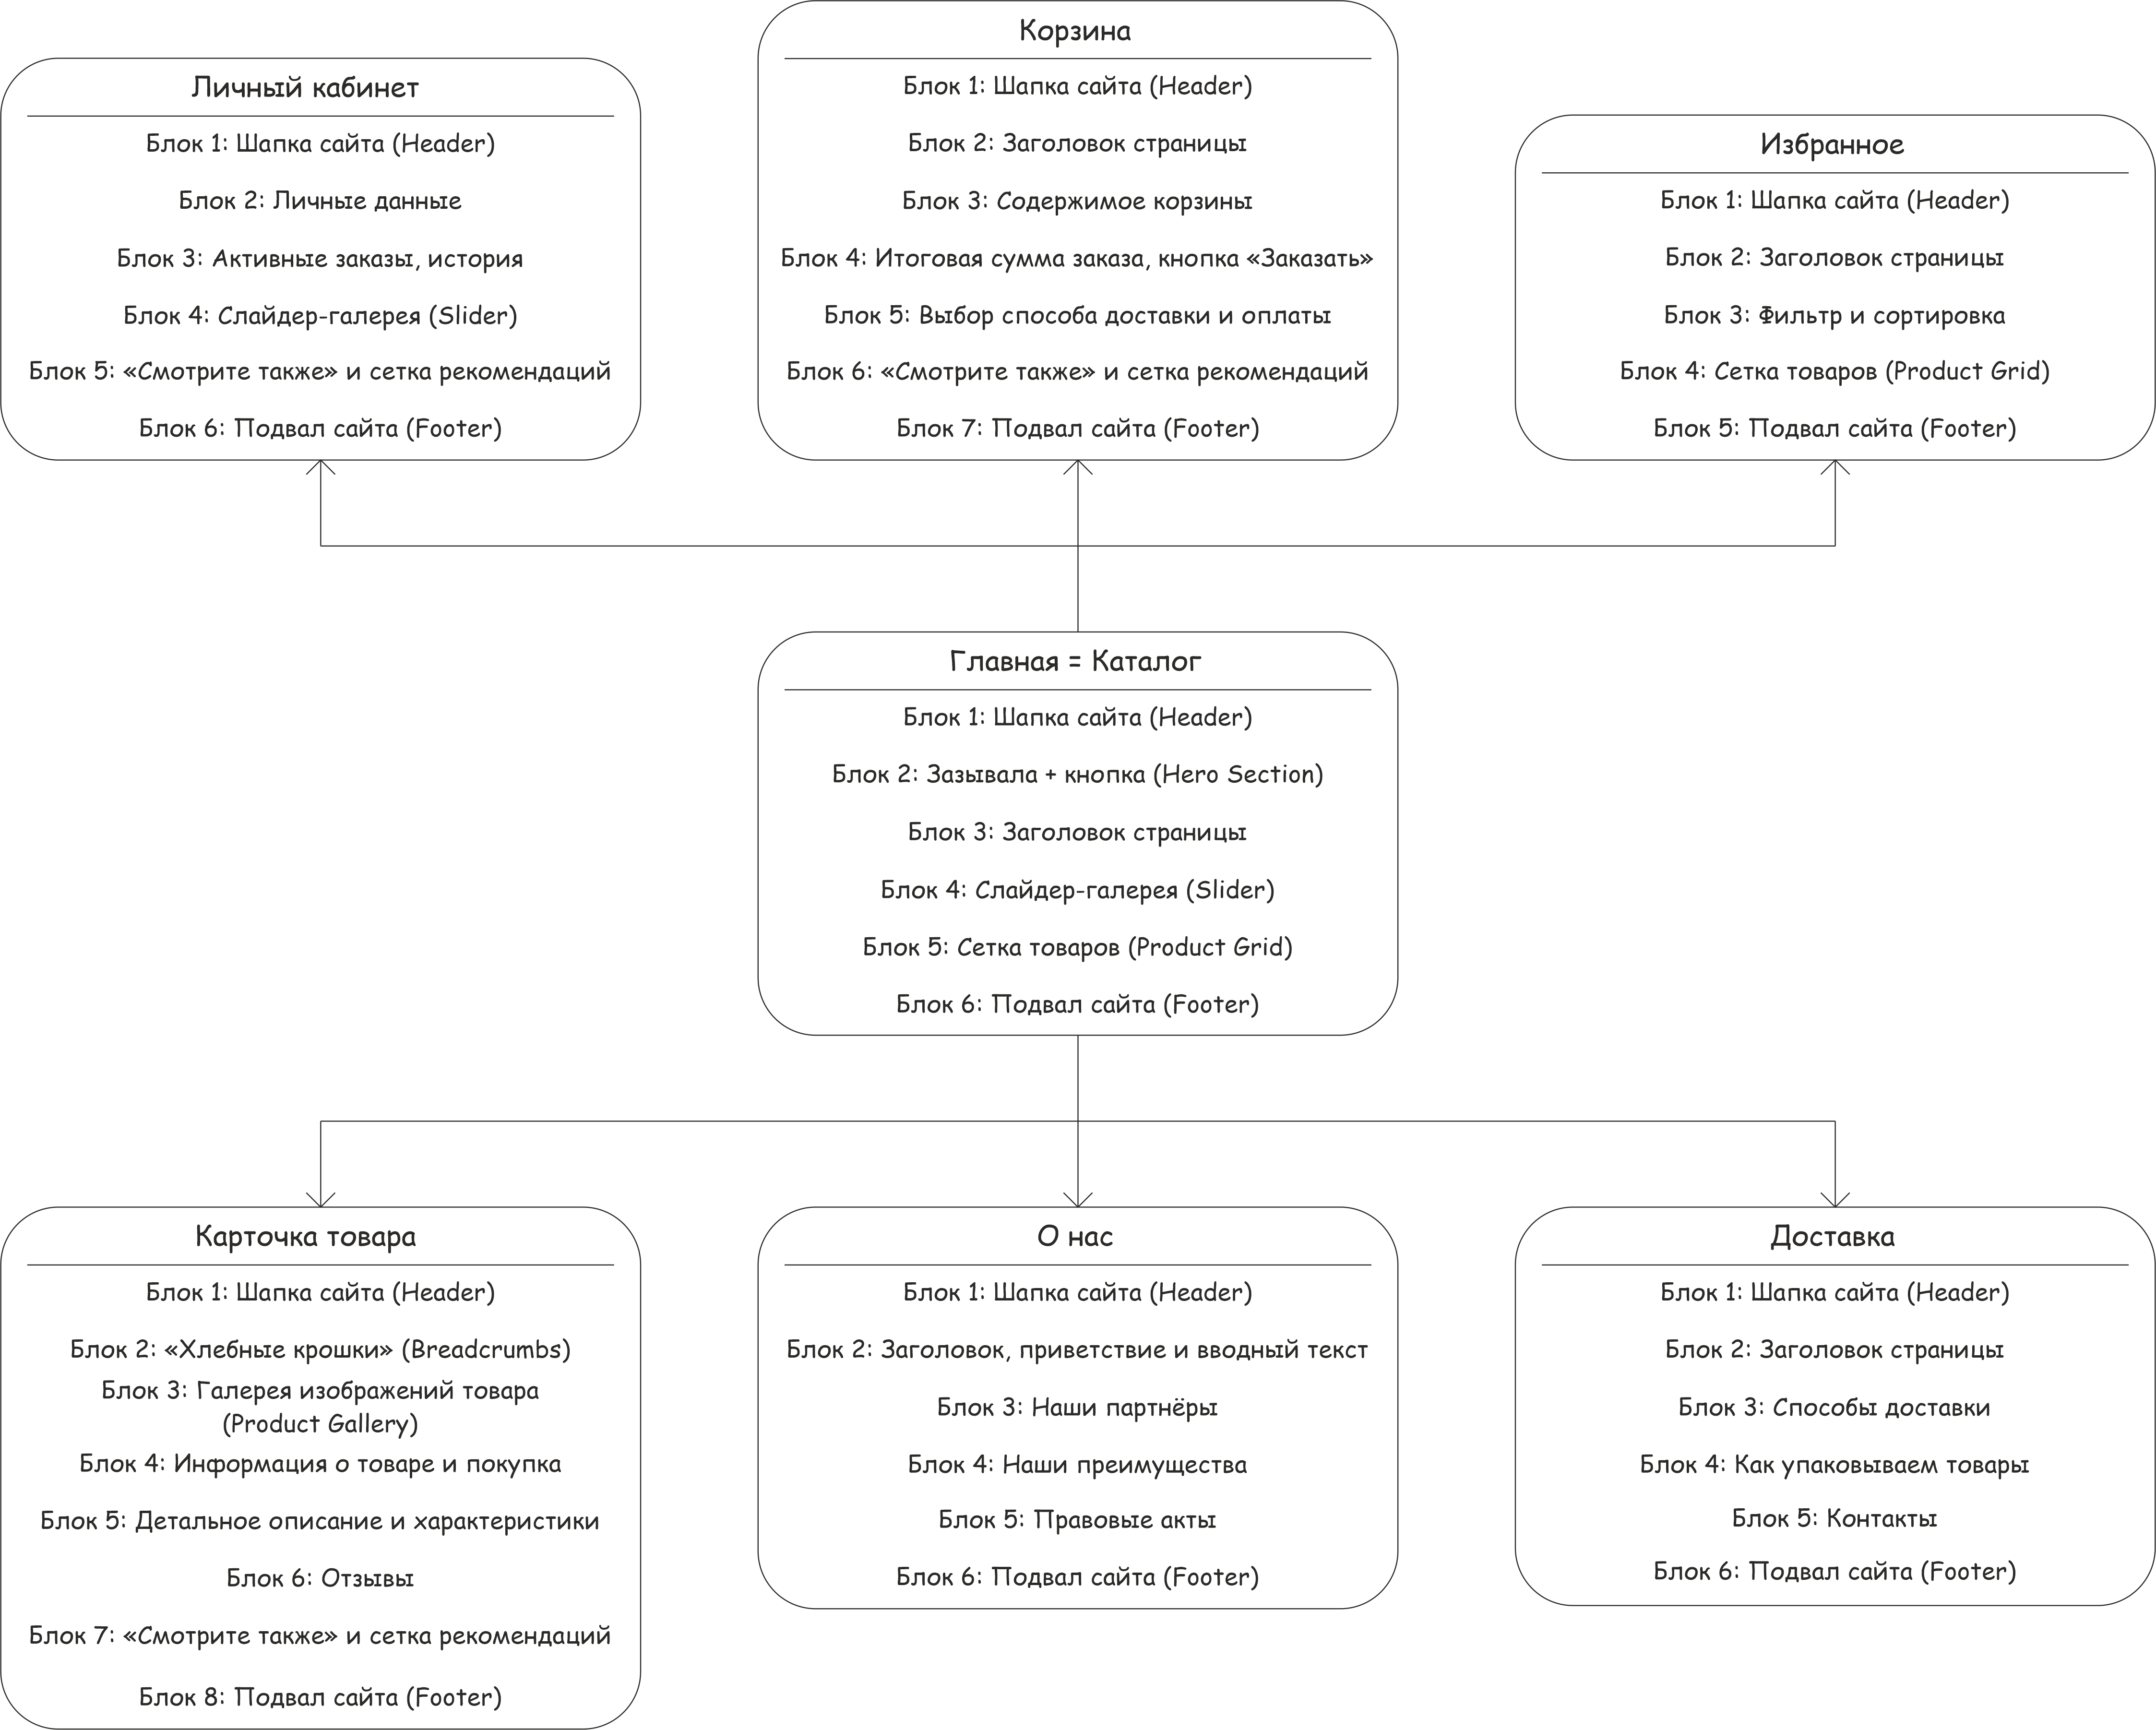 Личный кабинет
Блок 1: Шапка сайта (Header)
Блок 2: Личные данные
Блок 3: Активные заказы, история
Блок 4: Слайдер-галерея (Slider)
Блок 5: «Смотрите также» и сетка рекомендаций
Блок 6: Подвал сайта (Footer)
Корзина
Блок 1: Шапка сайта (Header)
Блок 2: Заголовок страницы
Блок 3: Содержимое корзины
Блок 4: Итоговая сумма заказа, кнопка «Заказать»
Блок 5: Выбор способа доставки и оплаты
Блок 6: «Смотрите также» и сетка рекомендаций
Блок 7: Подвал сайта (Footer)
Избранное
Блок 1: Шапка сайта (Header)
Блок 2: Заголовок страницы
Блок 3: Фильтр и сортировка
Блок 4: Сетка товаров (Product Grid)
Блок 5: Подвал сайта (Footer)
Главная = Каталог
Блок 1: Шапка сайта (Header)
Блок 2: Зазывала + кнопка (Hero Section)
Блок 3: Заголовок страницы
Блок 4: Слайдер-галерея (Slider)
Блок 5: Сетка товаров (Product Grid)
Блок 6: Подвал сайта (Footer)
Карточка товара
Блок 1: Шапка сайта (Header)
Блок 2: «Хлебные крошки» (Breadcrumbs)
Блок 3: Галерея изображений товара
(Product Gallery)
Блок 4: Информация о товаре и покупка
Блок 5: Детальное описание и характеристики
Блок 6: Отзывы
Блок 7: «Смотрите также» и сетка рекомендаций
Блок 8: Подвал сайта (Footer)
О нас
Блок 1: Шапка сайта (Header)
Блок 2: Заголовок, приветствие и вводный текст
Блок 3: Наши партнёры
Блок 4: Наши преимущества
Блок 5: Правовые акты
Блок 6: Подвал сайта (Footer)
Доставка
Блок 1: Шапка сайта (Header)
Блок 2: Заголовок страницы
Блок 3: Способы доставки
Блок 4: Как упаковываем товары
Блок 5: Контакты
Блок 6: Подвал сайта (Footer)